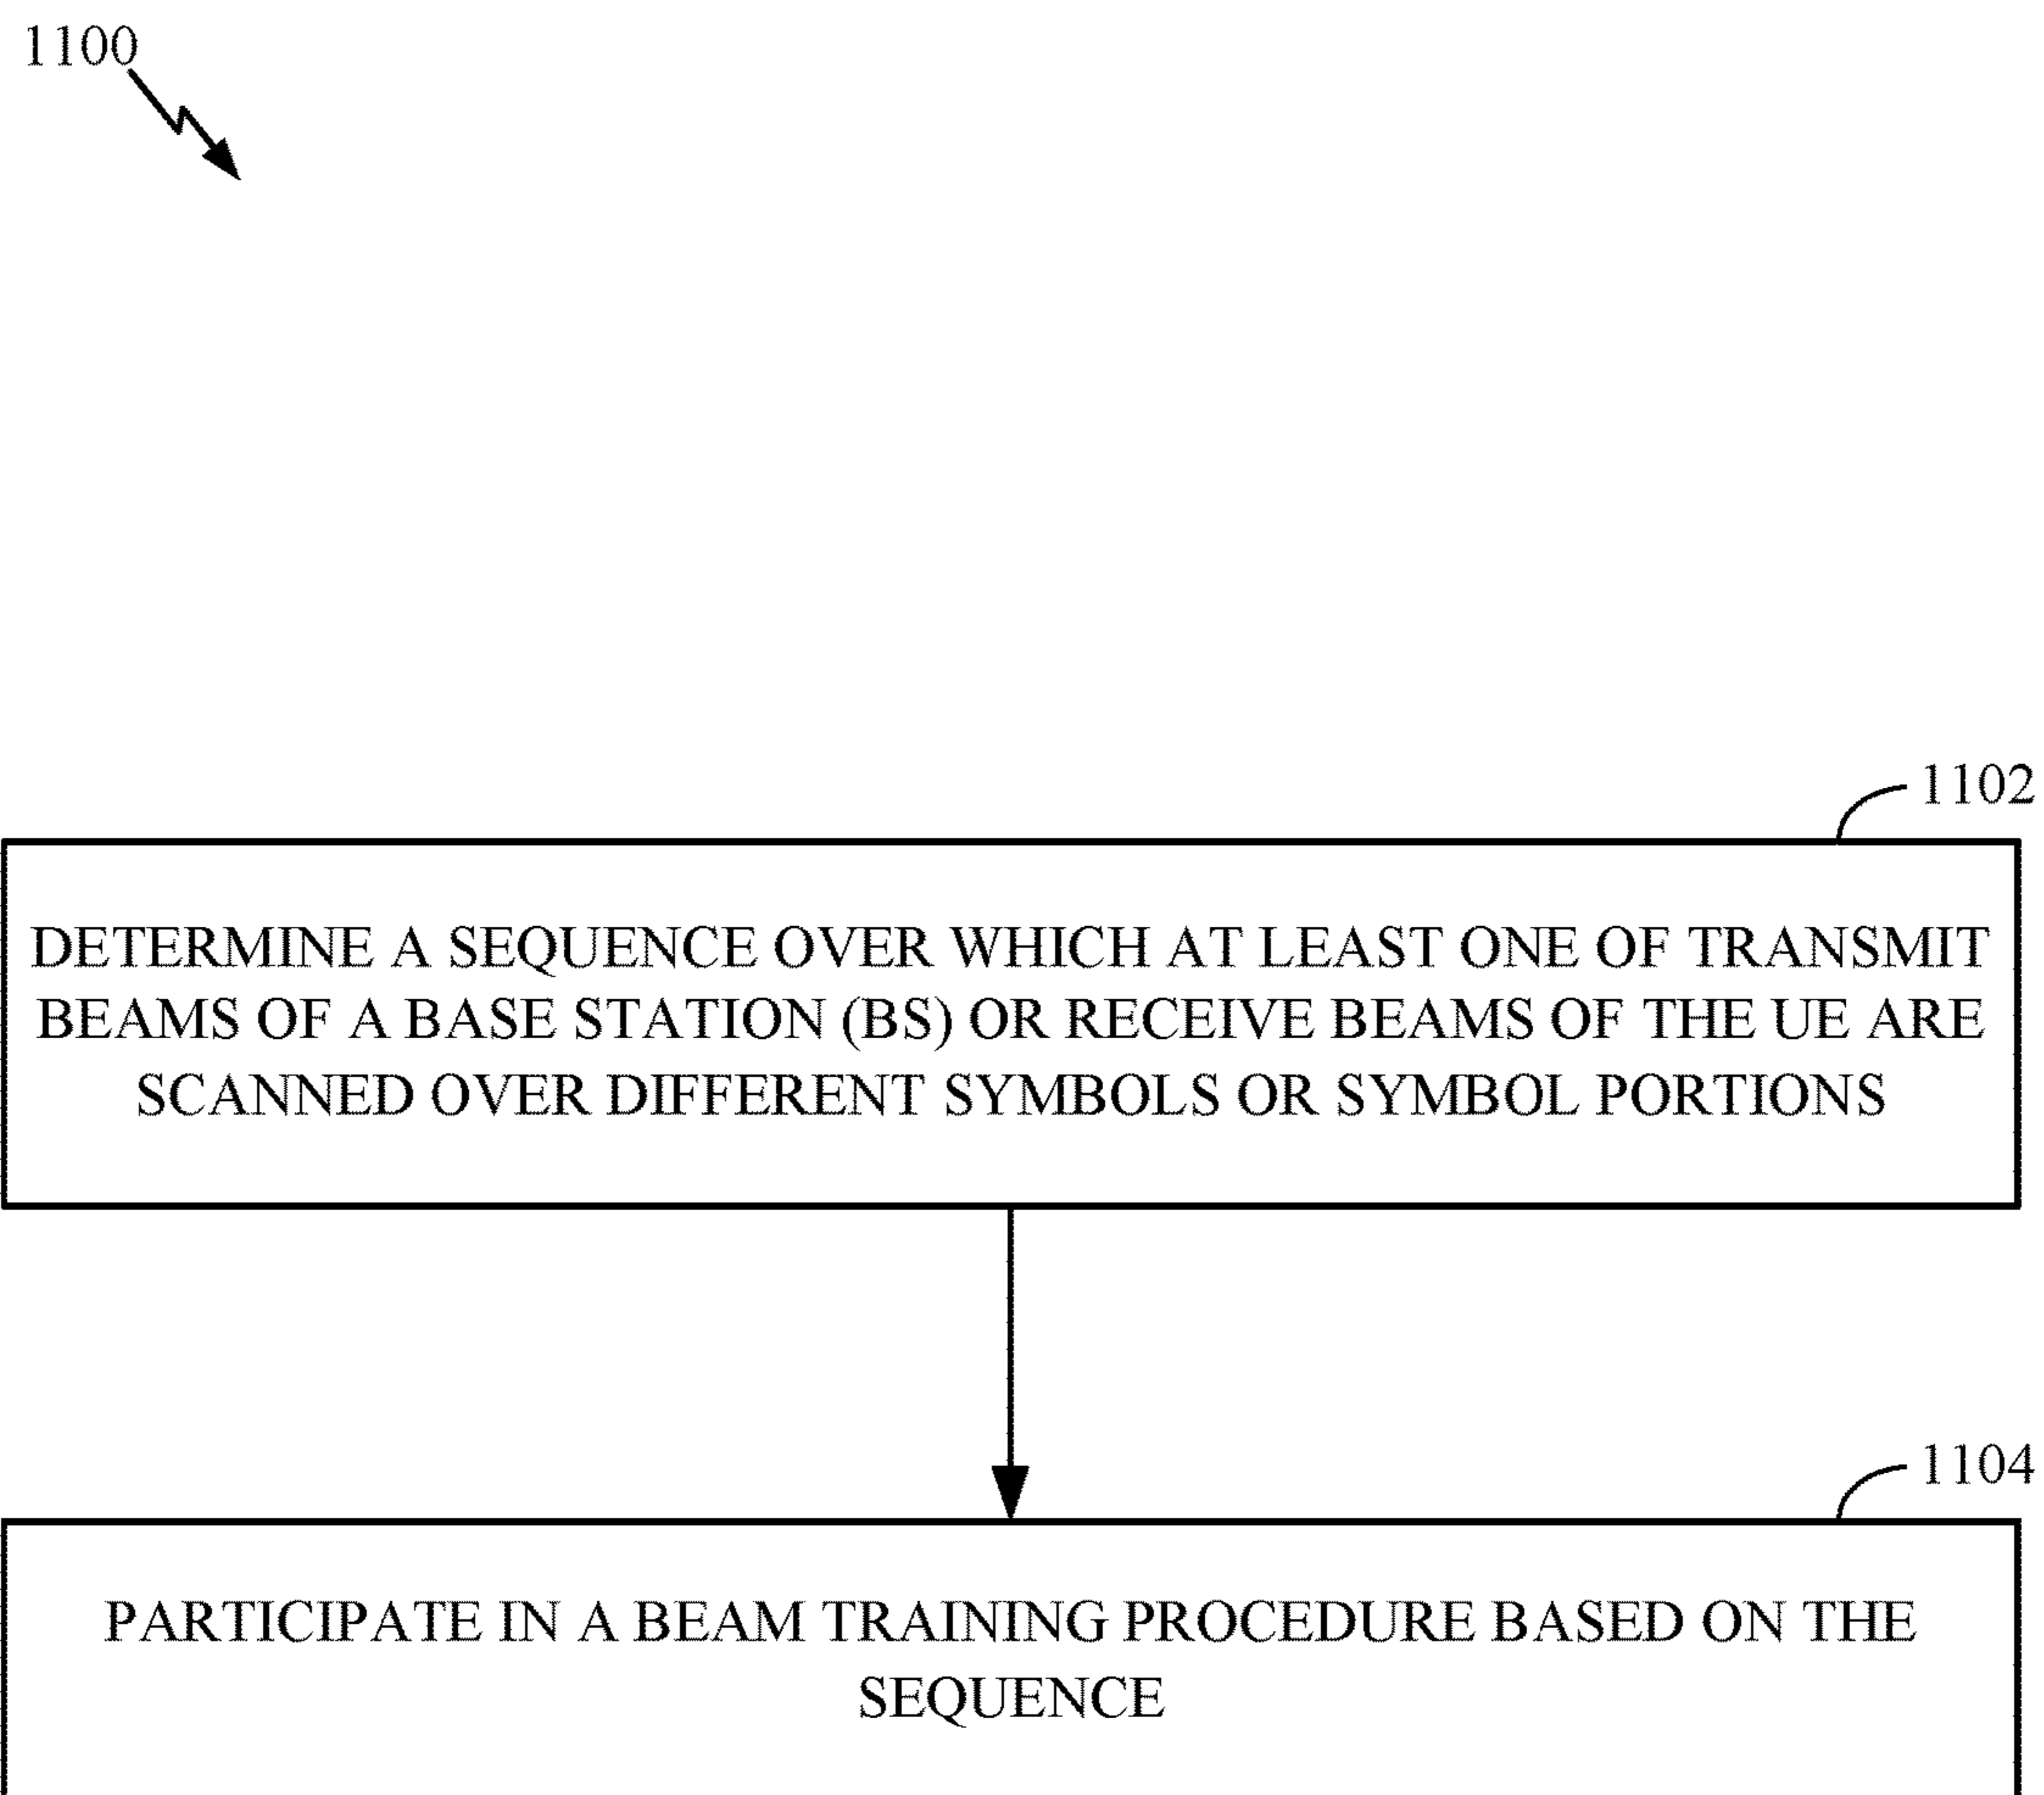 1100
1102
DETERMINE A SEQUENCE OVER WHICH AT LEAST ONE OF TRANSMIT
BEAMS OF A BASE STATION (BS) OR RECEIVE BEAMS OF THE UE ARE
SCANNED OVER DIFFERENT SYMBOLS OR SYMBOL PORTIONS
1104
PARTICIPATE IN A BEAM TRAINING PROCEDURE BASED ON THE
SEQUENCE